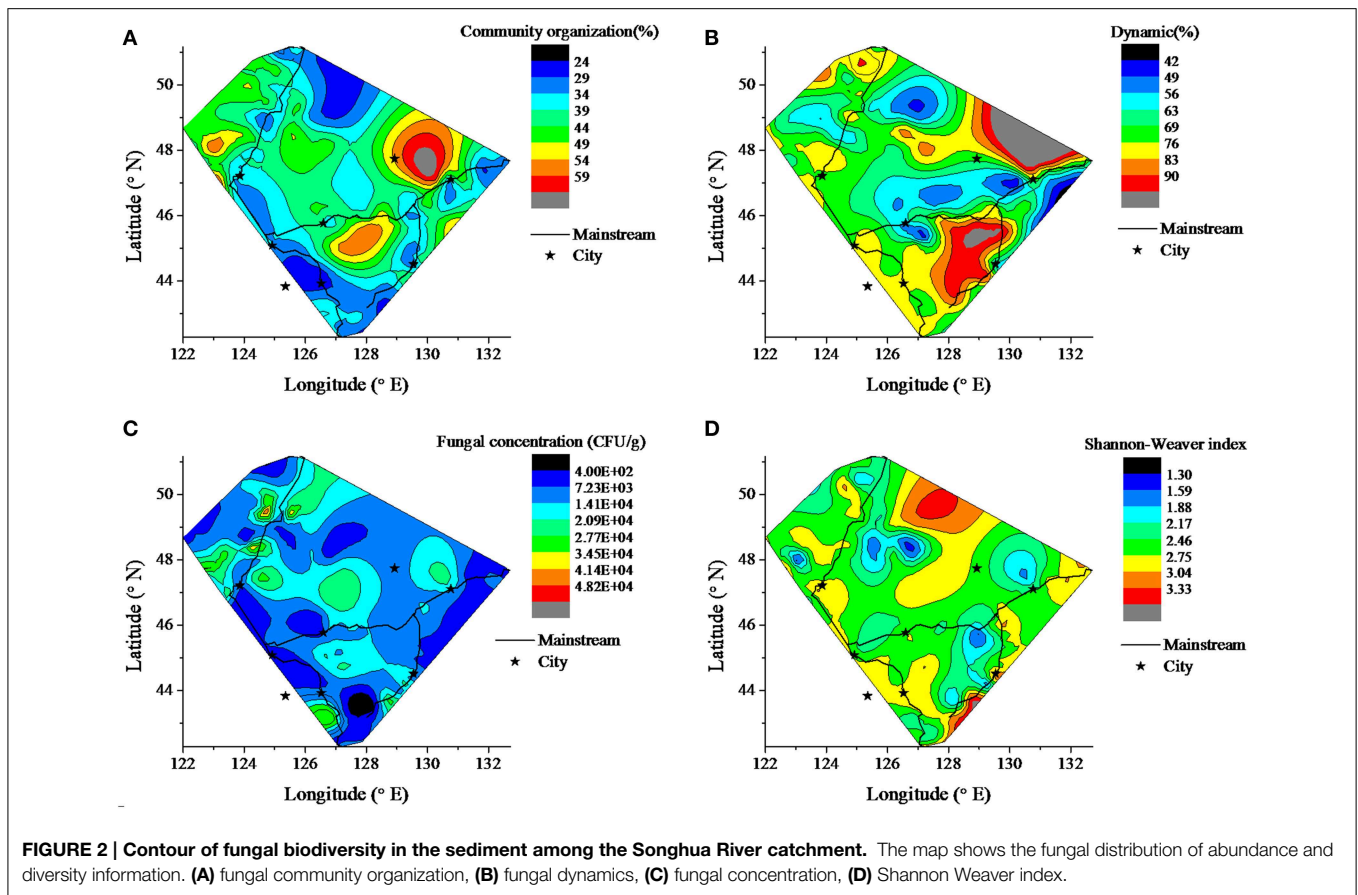 A
Community organization(%)
24
29
34
39
44
49
54
59
Mainstream
City
50
48
46
44
Latitude (° N)
122 124 126 128 130 132
Longitude (° E)
B
Dynamic(%)
42
49
56
63
69
76
83
90
Mainstream
City
50
48
46
44
Latitude (° N)
122 124 126 128 130 132
Longitude (° E)
C
Fungal concentration (CFU/g)
4.00E+02
7.23E+03
1.41E+04
2.09E+04
2.77E+04
3.45E+04
4.14E+04
4.82E+04
Mainstream
City
50
48
46
44
Latitude (° N)
122 124 126 128 130 132
Longitude (° E)
D
Shannon-Weaver index
1.30
1.59
1.88
2.17
2.46
2.75
3.04
3.33
Mainstream
City
50
48
46
44
Latitude (° N)
122 124 126 128 130 132
Longitude (° E)
FIGURE 2 | Contour of fungal biodiversity in the sediment among the Songhua River catchment. The map shows the fungal distribution of abundance and
diversity information. (A) fungal community organization, (B) fungal dynamics, (C) fungal concentration, (D) Shannon Weaver index.